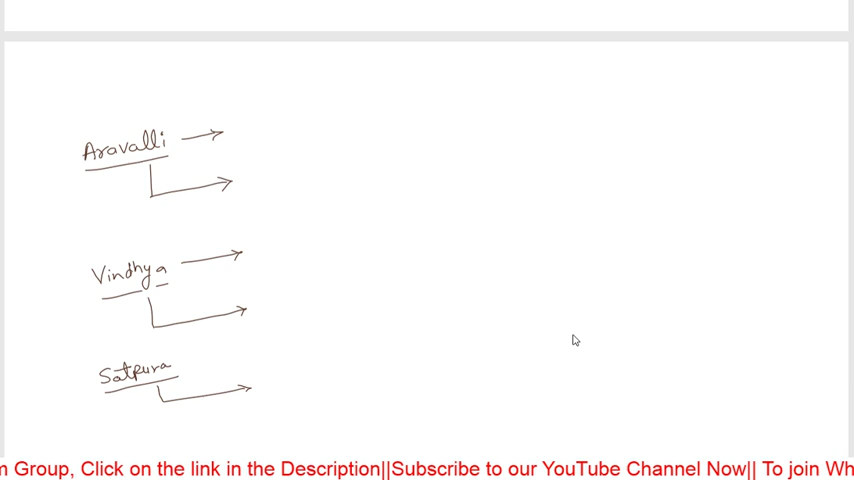 Aravalli
Vindhya
Satpura
m Group, Click on the link in the Description||Subscribe to our YouTube Channel Now|| To join Wh